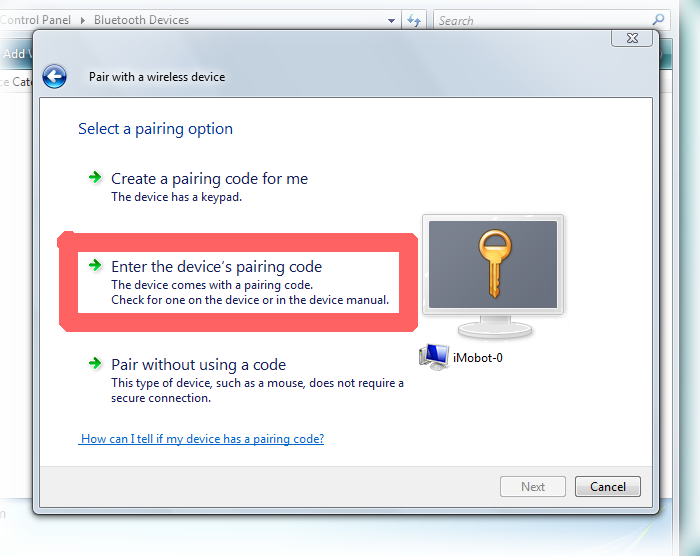 Control Panel ▸ Bluetooth Devices
Search
Add
ce Cate
Pair with a wireless device
Select a pairing option
Create a pairing code for me
The device has a keypad.
Enter the device's pairing code
The device comes with a pairing code.
Check for one on the device or in the device manual.
Pair without using a code
This type of device, such as a mouse, does not require a
secure connection.
iMobot-0
How can I tell if my device has a pairing code?
Next
Cancel